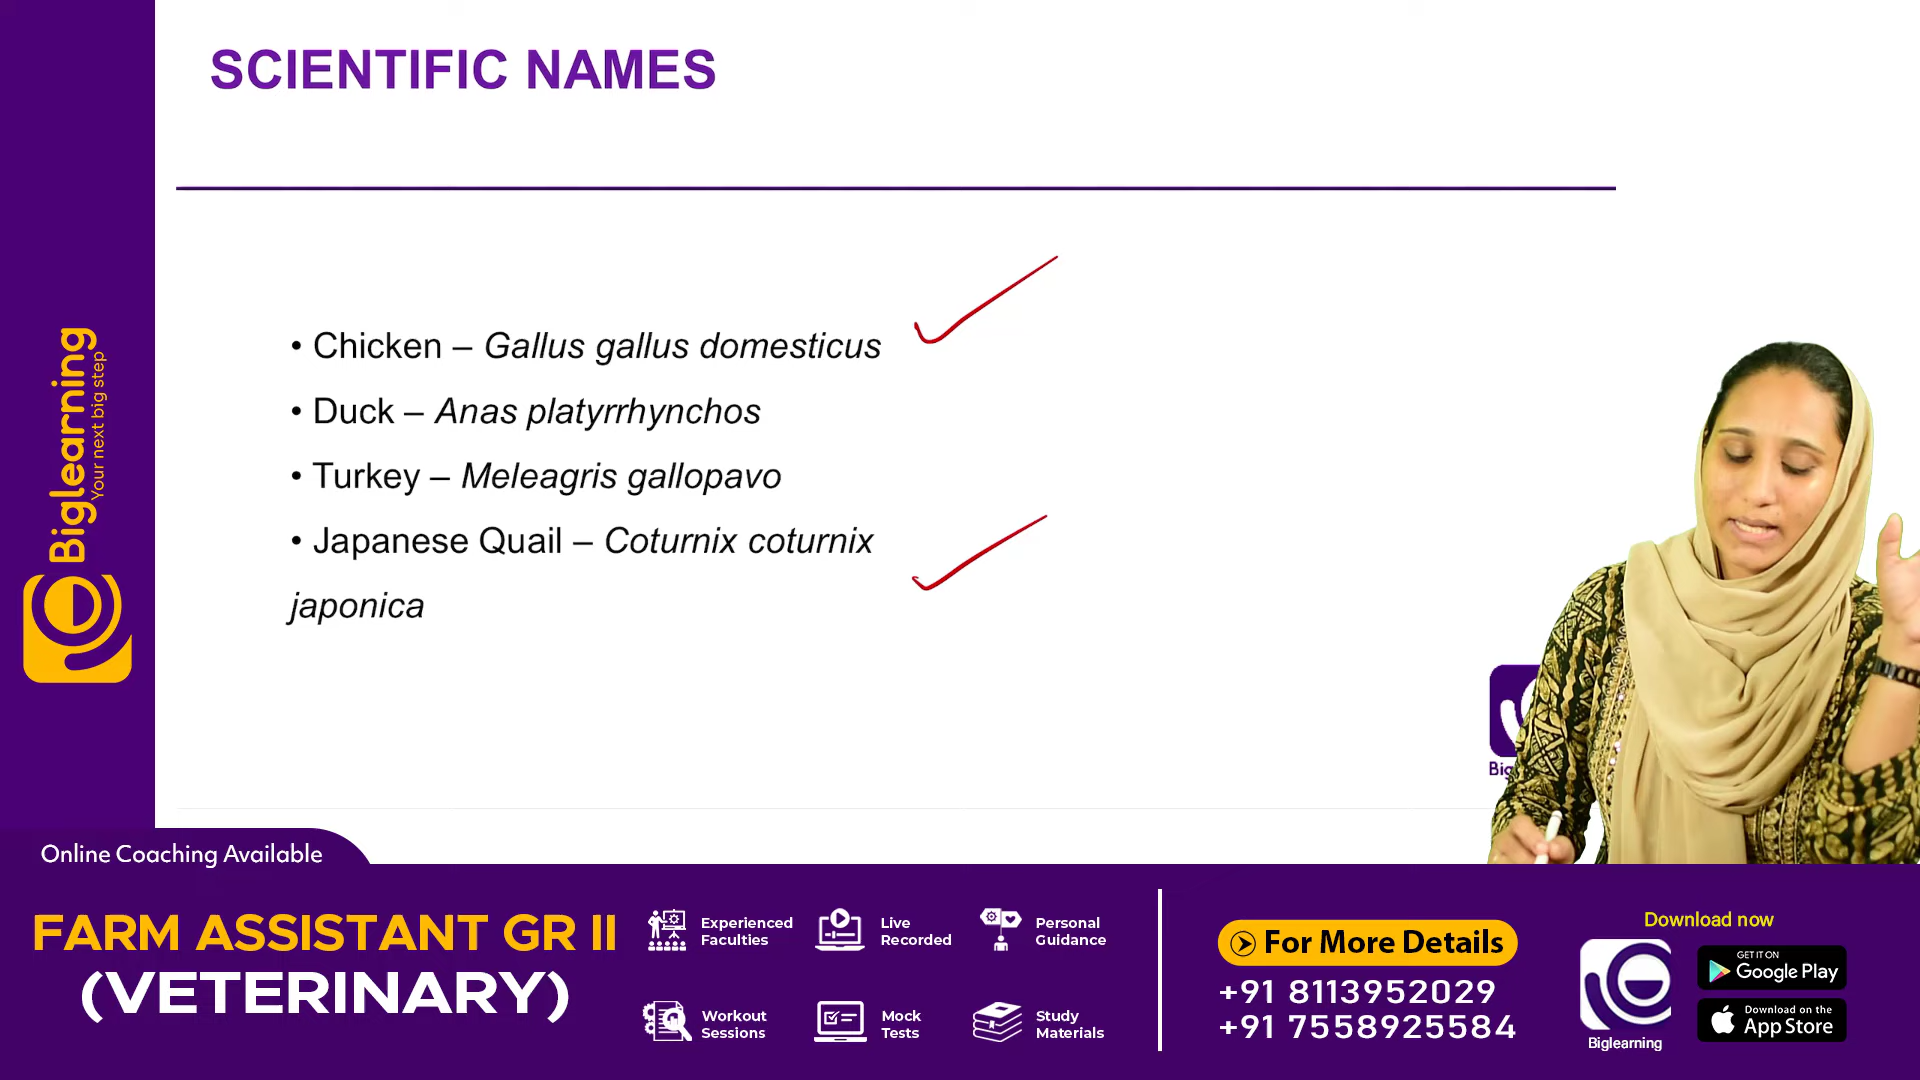 SCIENTIFIC NAMES
• Chicken – Gallus gallus domesticus
• Duck – Anas platyrrhynchos
• Turkey – Meleagris gallopavo
• Japanese Quail – Coturnix coturnix
japonica
Biglearning
Your next big step
Online Coaching Available
FARM ASSISTANT GR II
(VETERINARY)
Experienced
Faculties
Live
Recorded
Personal
Guidance
Workout
Sessions
Mock
Tests
Study
Materials
For More Details
+91 8113952029
+91 7558925584
Download now
Biglearning
GET IT ON
Google Play
Download on the
App Store